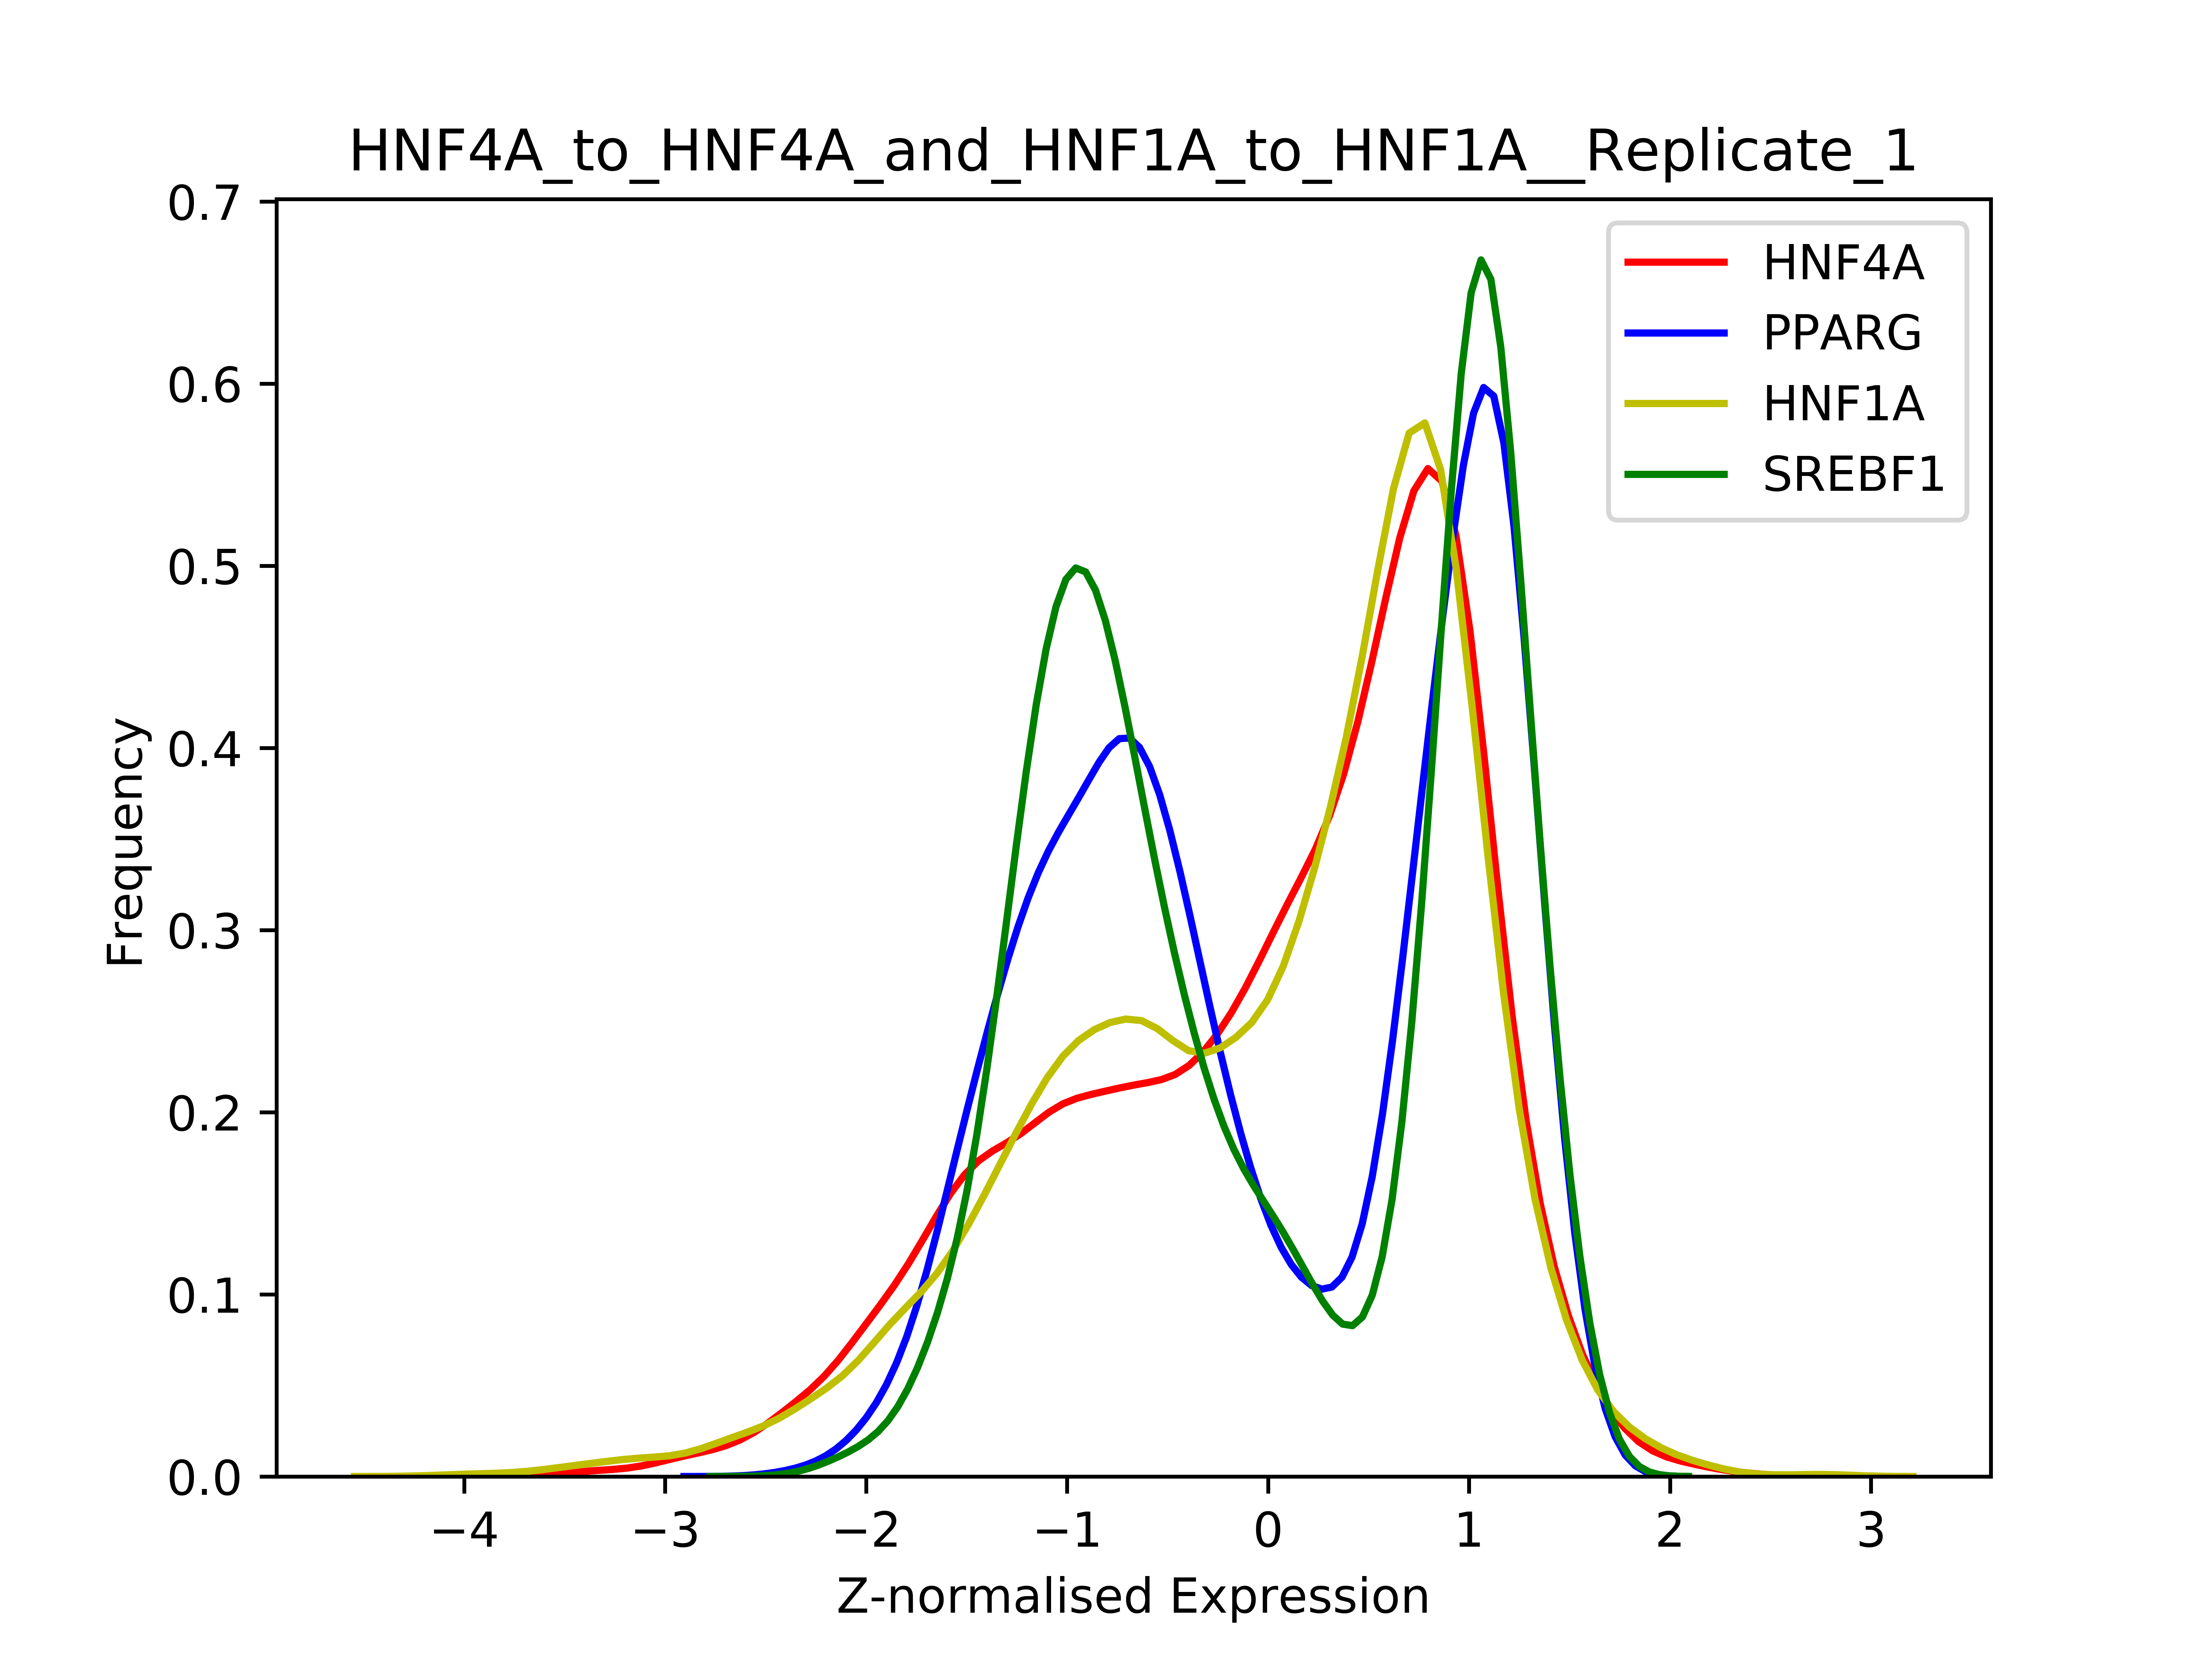 HNF4A_to_HNF4A_and_HNF1A_to_HNF1A__Replicate_1
0.7
0.6
0.5
0.4
0.3
0.2
0.1
0.0
Frequency
HNF4A
PPARG
HNF1A
SREBF1
−4 −3 −2 −1 0 1 2 3
Z-normalised Expression